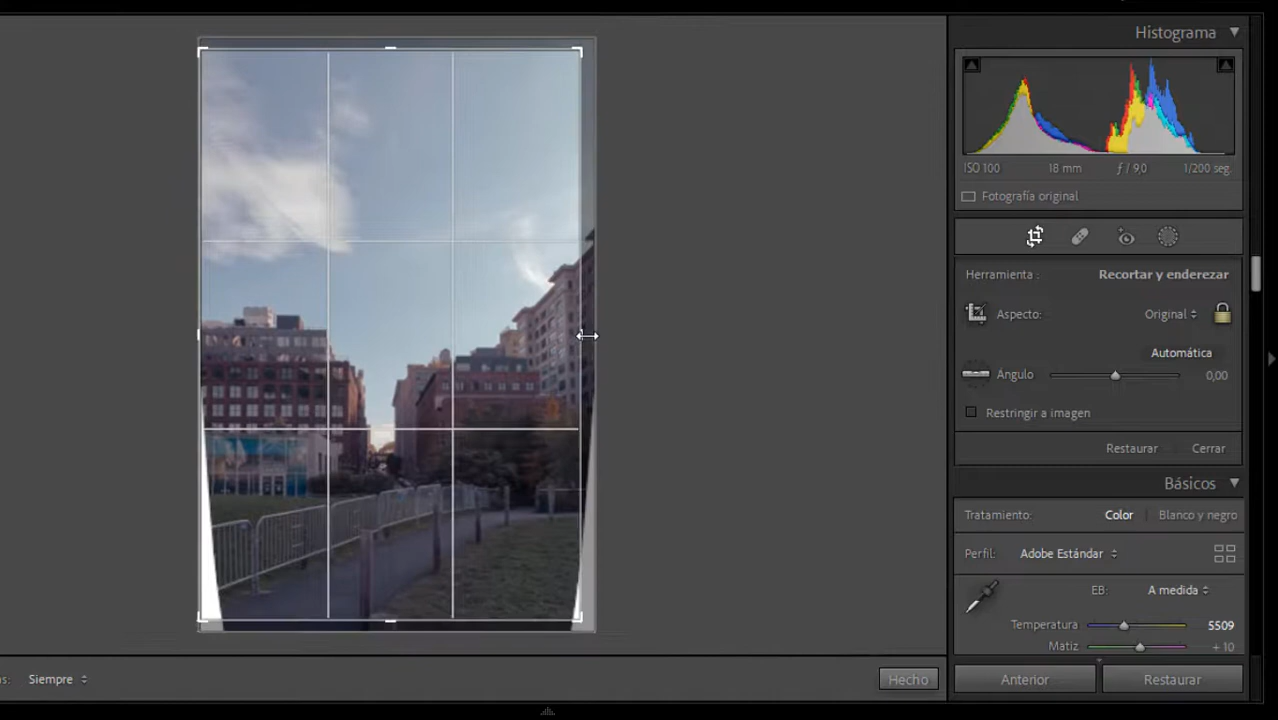 Histograma
ISO 100 18 mm ƒ / 9,0 1/200 seg.
Fotografía original
Herramienta : Recortar y enderezar
Aspecto: Original
Automática
Ángulo 0,00
Restringir a imagen
Restaurar Cerrar
Básicos
Tratamiento: Color Blanco y negro
Perfil: Adobe Estándar
EB: A medida
Temperatura 5509
Matiz + 10
s: Siempre Hecho Anterior Restaurar